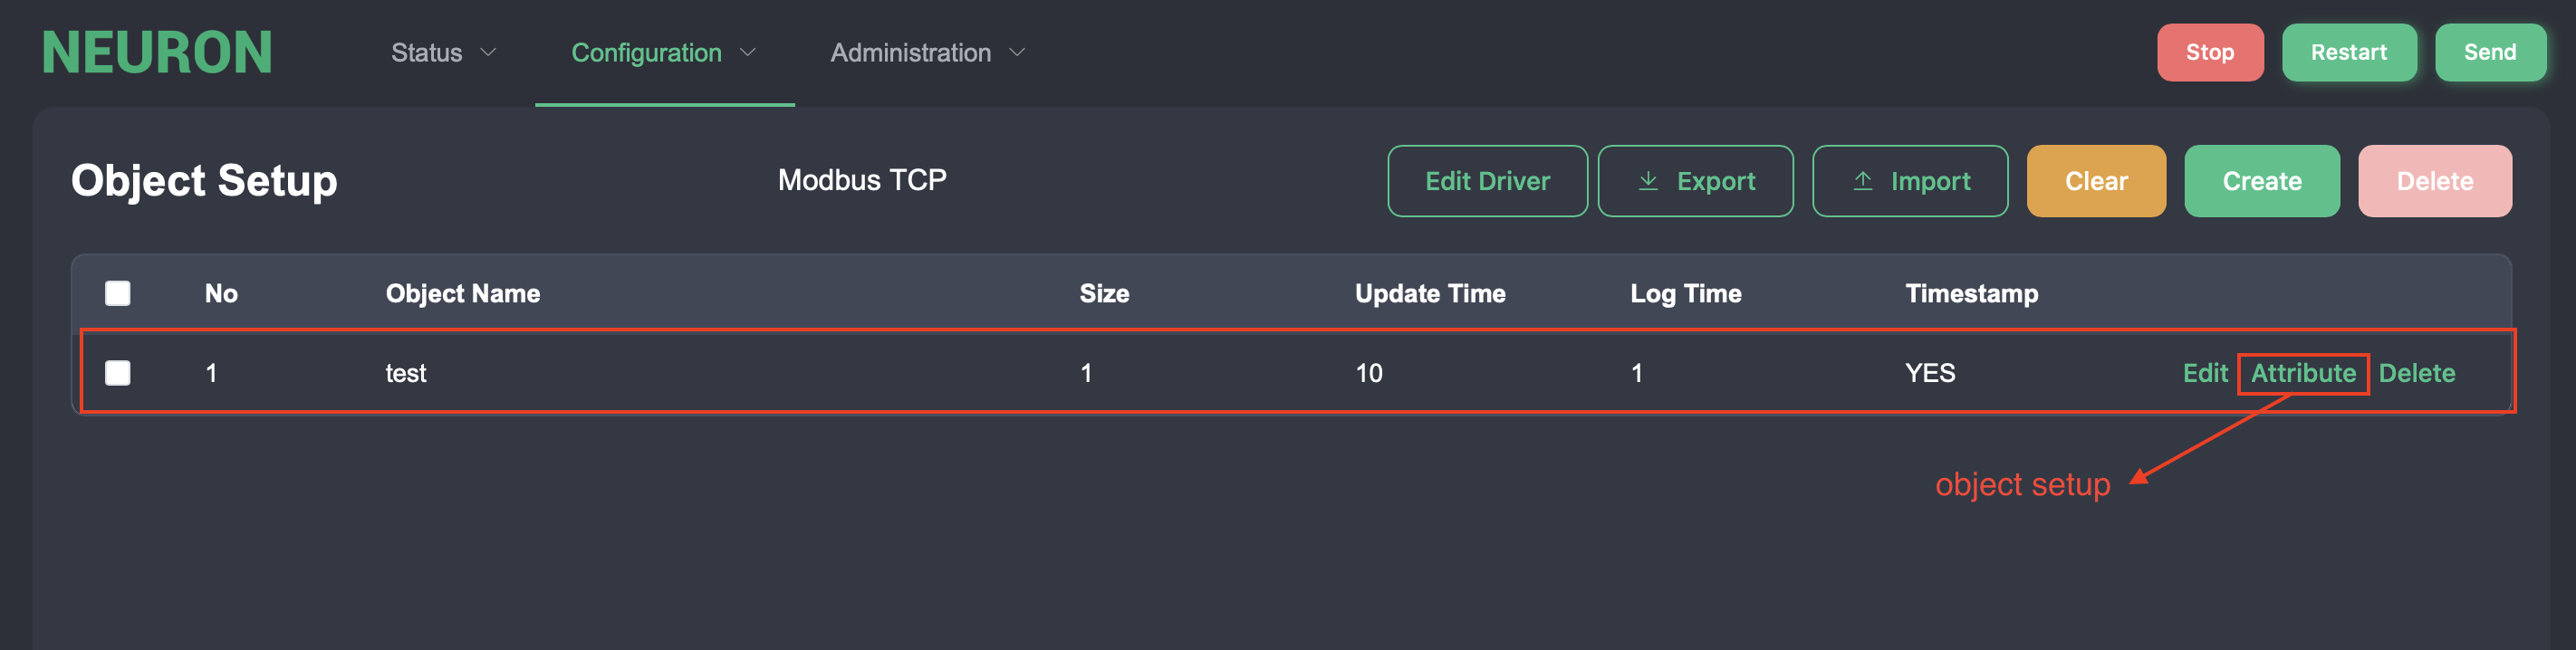 NEURON Status Configuration Administration Stop Restart Send
Object Setup Modbus TCP Edit Driver Export Import Clear Create Delete
No Object Name Size Update Time Log Time Timestamp
1 test 1 10 1 YES Edit Attribute Delete
object setup